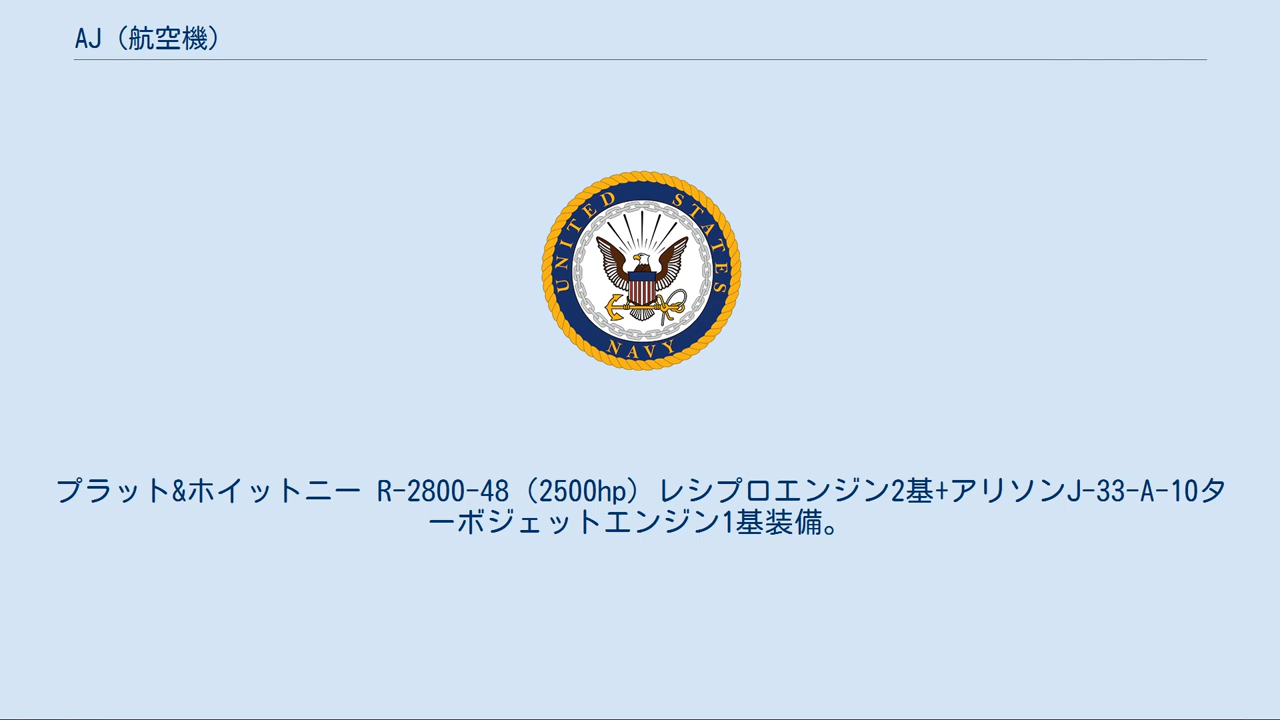 AJ（航空機）
UNITED STATES
NAVY
プラット&ホイットニー R-2800-48（2500hp）レシプロエンジン2基+アリソンJ-33-A-10タ
ーボジェットエンジン1基装備。